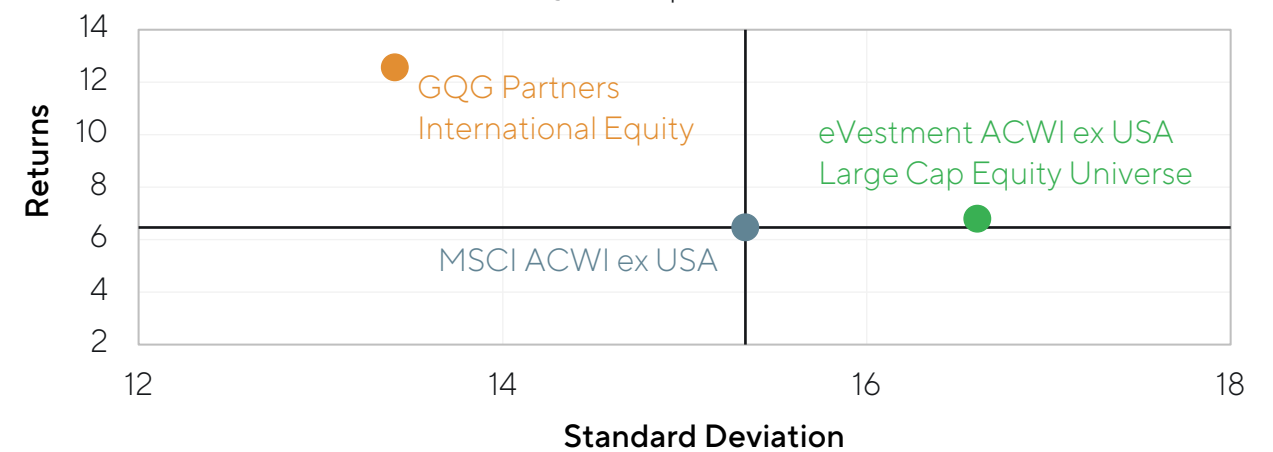 14
12
10
8
6
4
2
Returns
GQG Partners
International Equity
eVestment ACWI ex USA
Large Cap Equity Universe
MSCI ACWI ex USA
12
14
16
18
Standard Deviation